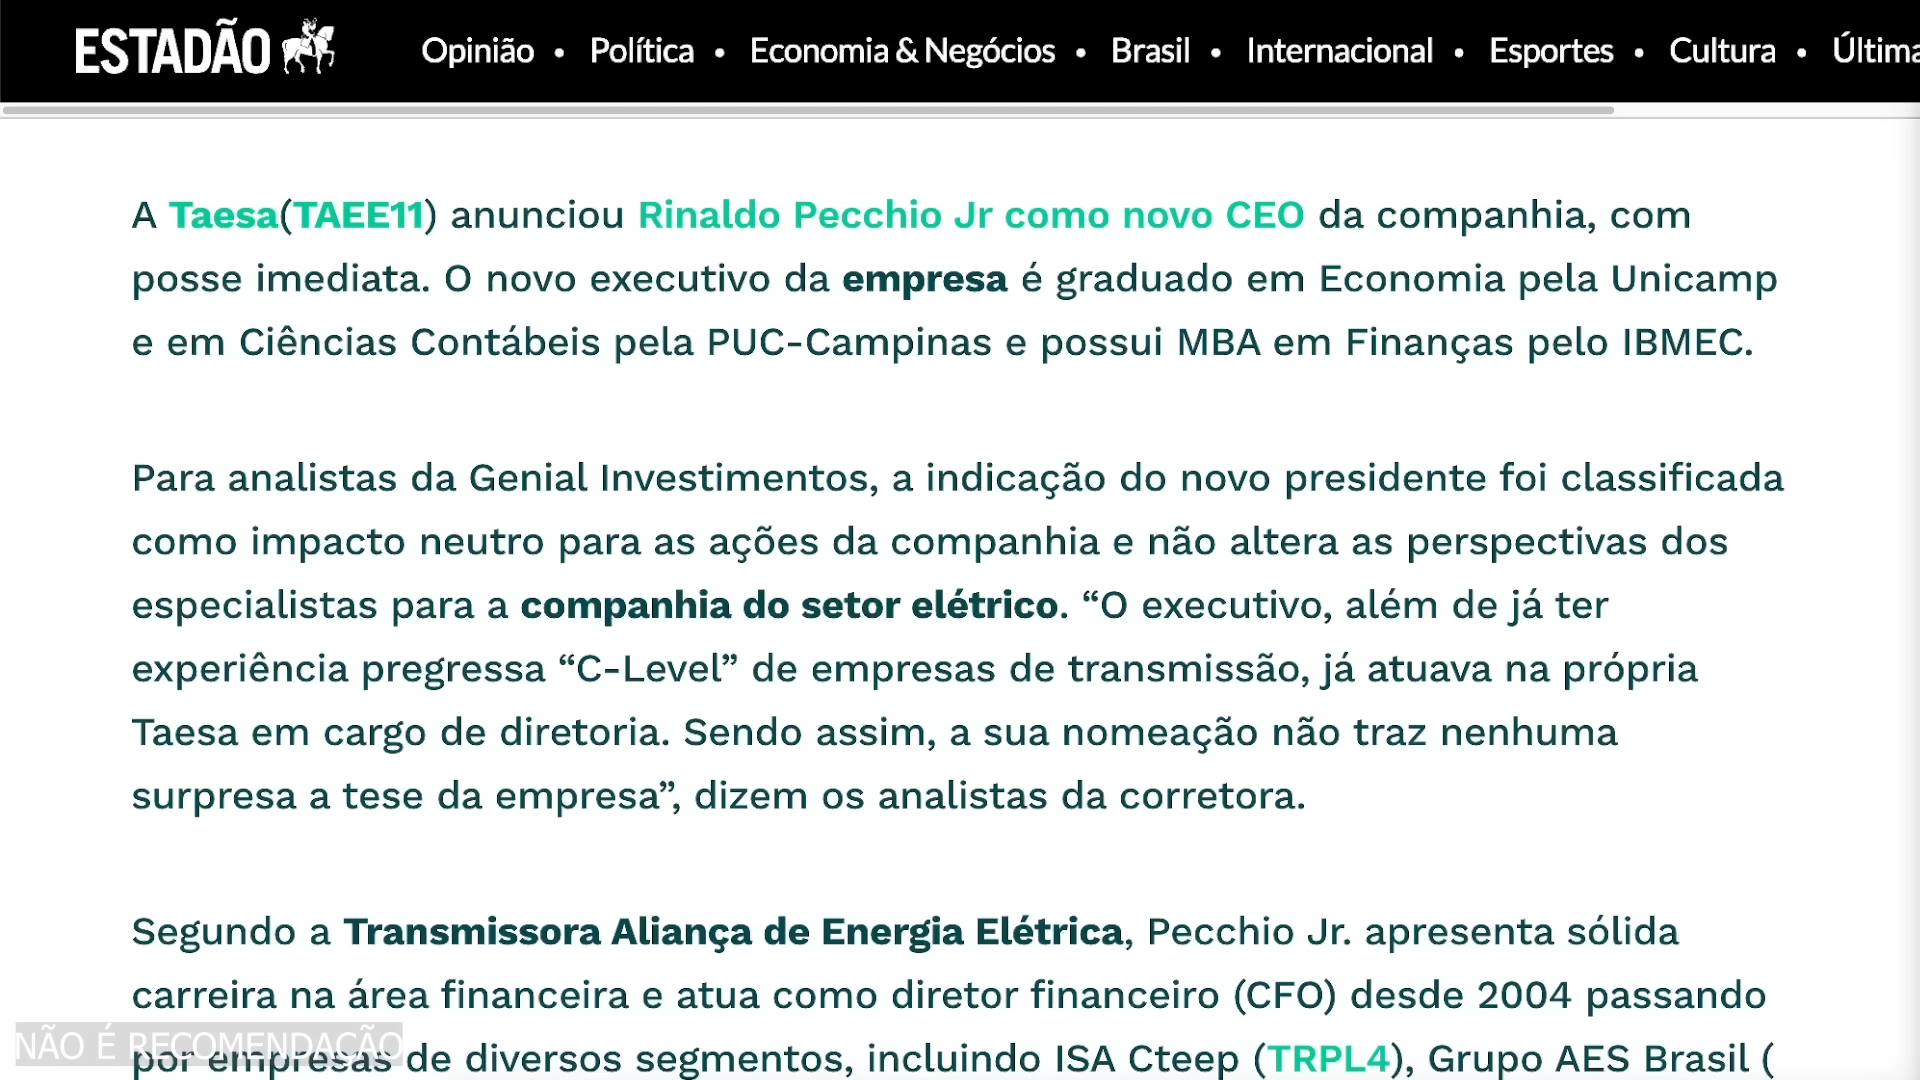 ESTADÃO
Opinião • Política • Economia & Negócios • Brasil • Internacional • Esportes • Cultura • Última
A Taesa(TAEE11) anunciou Rinaldo Pecchio Jr como novo CEO da companhia, com
posse imediata. O novo executivo da empresa é graduado em Economia pela Unicamp
e em Ciências Contábeis pela PUC-Campinas e possui MBA em Finanças pelo IBMEC.
Para analistas da Genial Investimentos, a indicação do novo presidente foi classificada
como impacto neutro para as ações da companhia e não altera as perspectivas dos
especialistas para a companhia do setor elétrico. “O executivo, além de já ter
experiência pregressa “C-Level” de empresas de transmissão, já atuava na própria
Taesa em cargo de diretoria. Sendo assim, a sua nomeação não traz nenhuma
surpresa a tese da empresa”, dizem os analistas da corretora.
Segundo a Transmissora Aliança de Energia Elétrica, Pecchio Jr. apresenta sólida
carreira na área financeira e atua como diretor financeiro (CFO) desde 2004 passando
por empresas de diversos segmentos, incluindo ISA Cteep (TRPL4), Grupo AES Brasil (
NÃO É RECOMENDAÇÃO